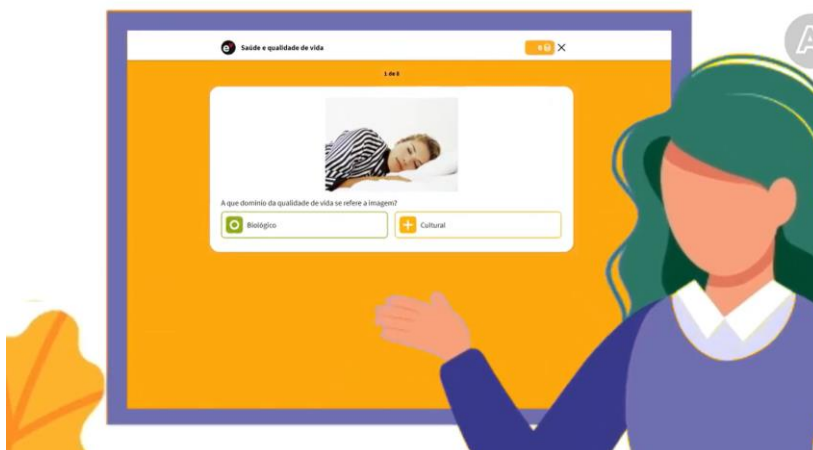 e
Saúde e qualidade de vida
1 de 8
A que domínio da qualidade de vida se refere a imagem?
Biológico
Cultural
A